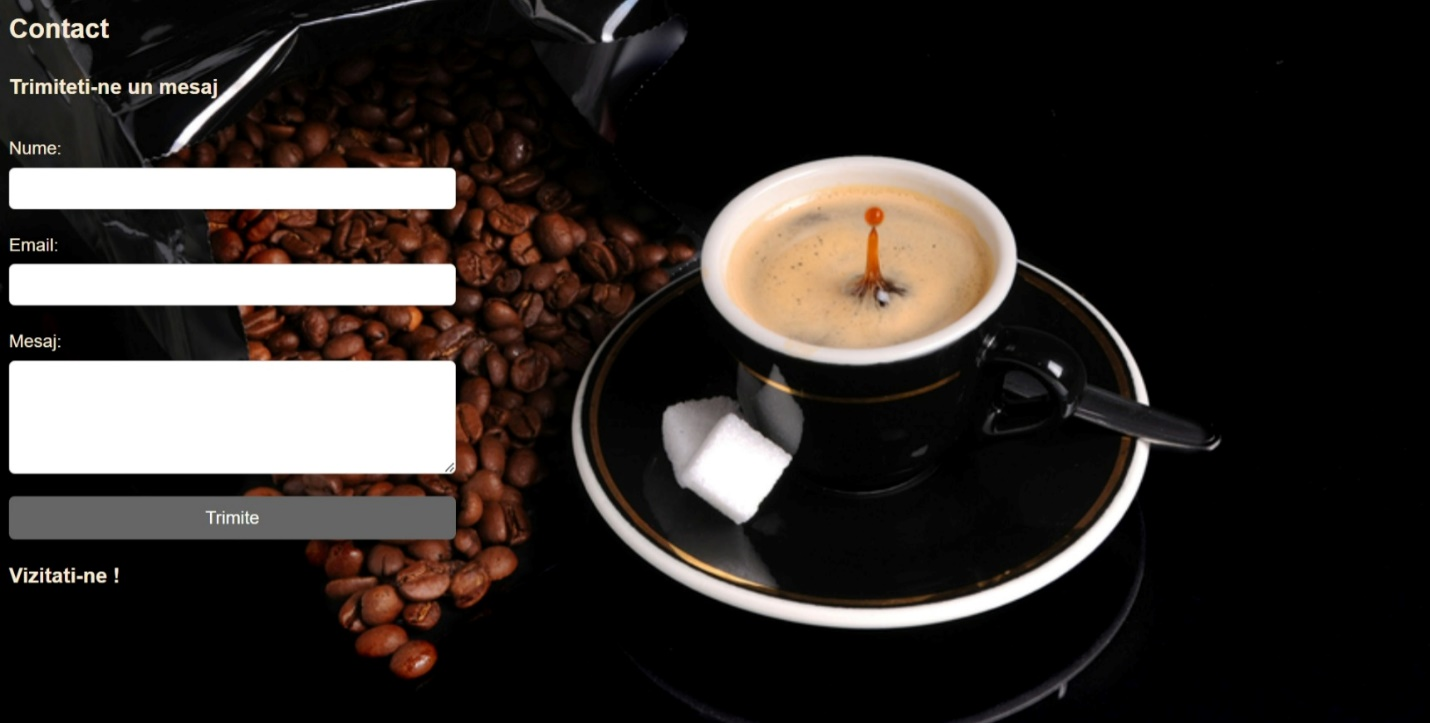 Contact
Trimiteti-ne un mesaj
Nume:
Email:
Mesaj:
Trimite
Vizitati-ne !